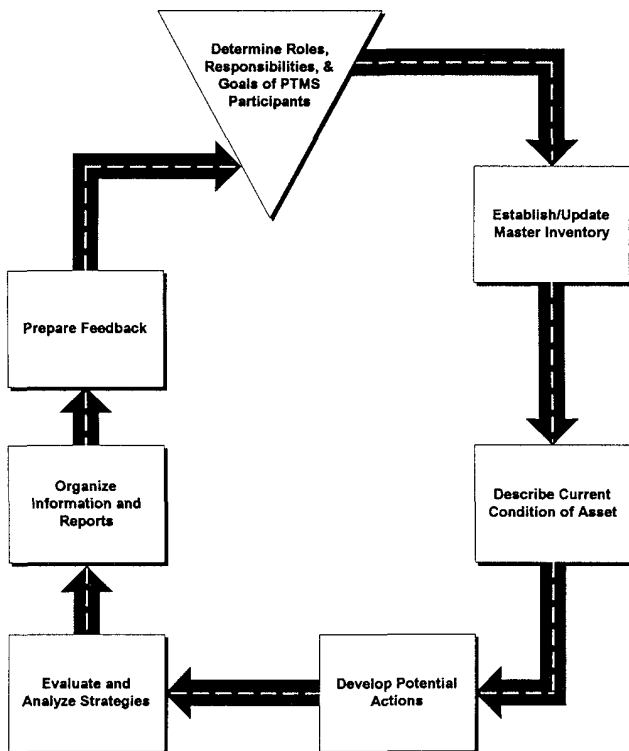 Determine Roles,
Responsibilities, &
Goals of PTMS
Participants
Establish/Update
Master Inventory
Describe Current
Condition of Asset
Develop Potential
Actions
Evaluate and
Analyze Strategies
Organize
Information and
Reports
Prepare Feedback